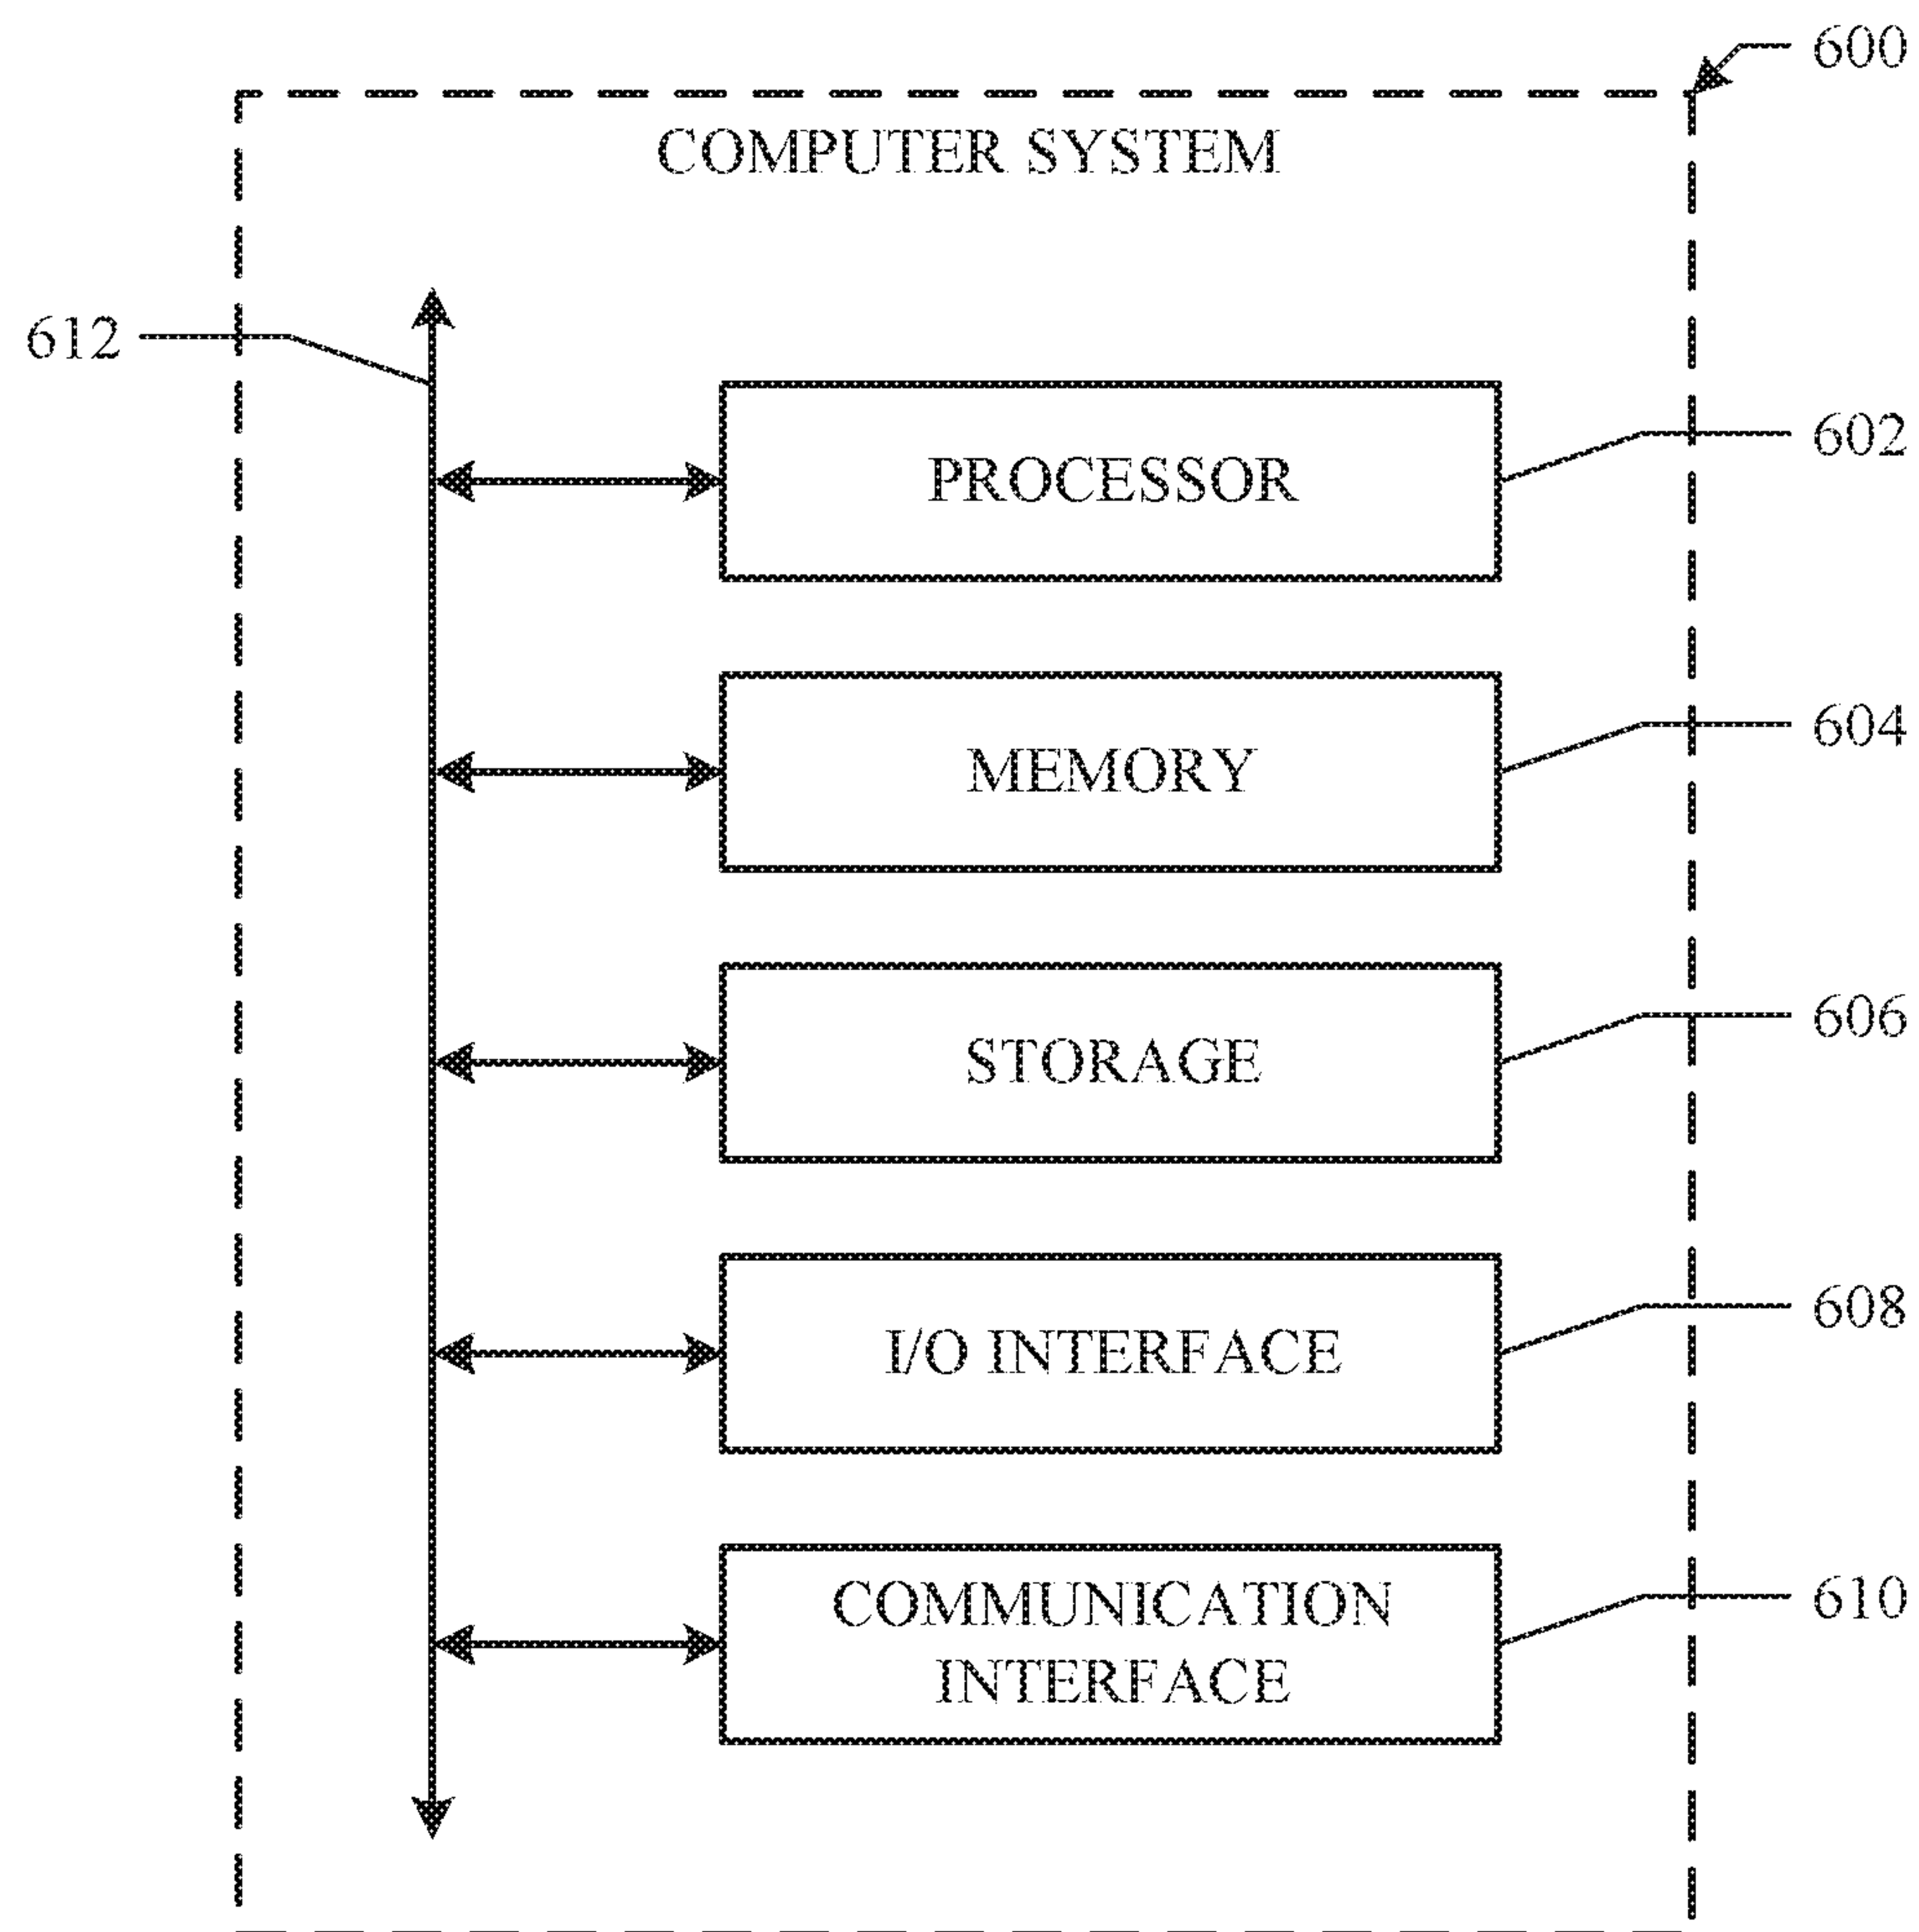 600
COMPUTER SYSTEM
612
PROCESSOR
602
MEMORY
604
STORAGE
606
I/O INTERFACE
608
COMMUNICATION
INTERFACE
610